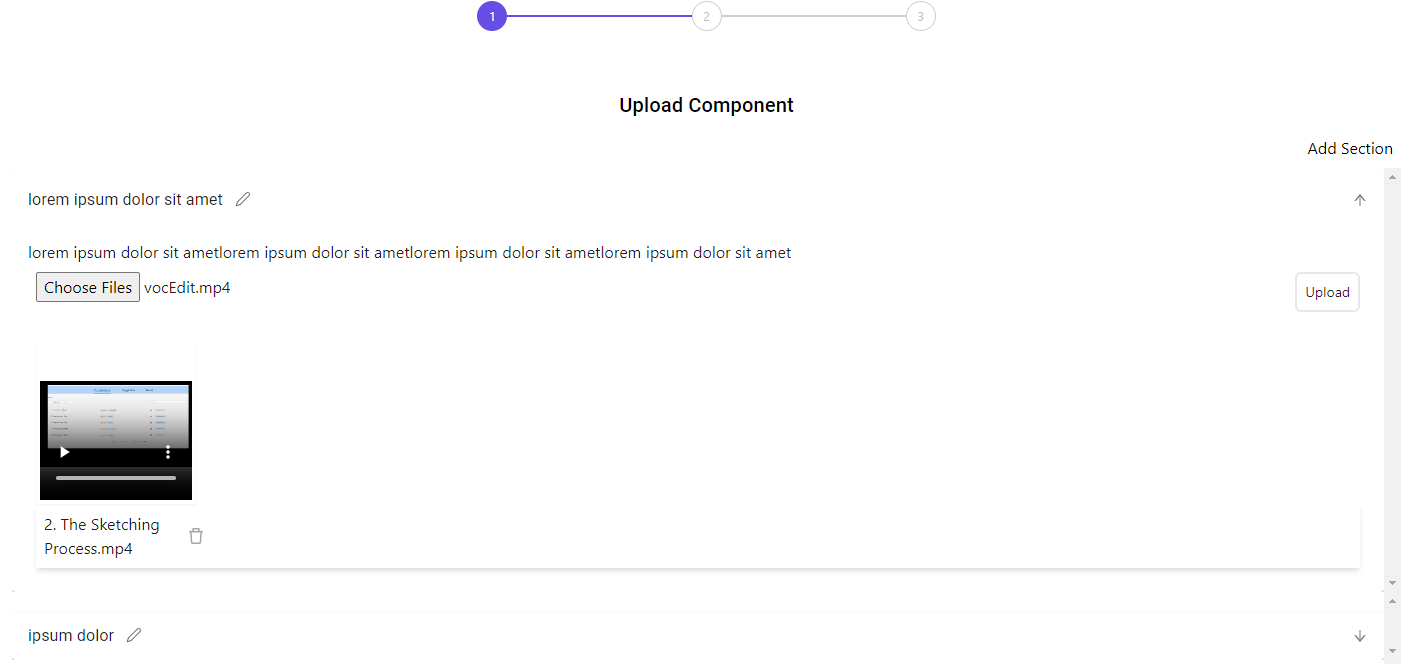 1 2 3
Upload Component
Add Section
lorem ipsum dolor sit amet
lorem ipsum dolor sit ametlorem ipsum dolor sit ametlorem ipsum dolor sit ametlorem ipsum dolor sit amet
Choose Files vocEdit.mp4
Upload
2. The Sketching
Process.mp4
ipsum dolor